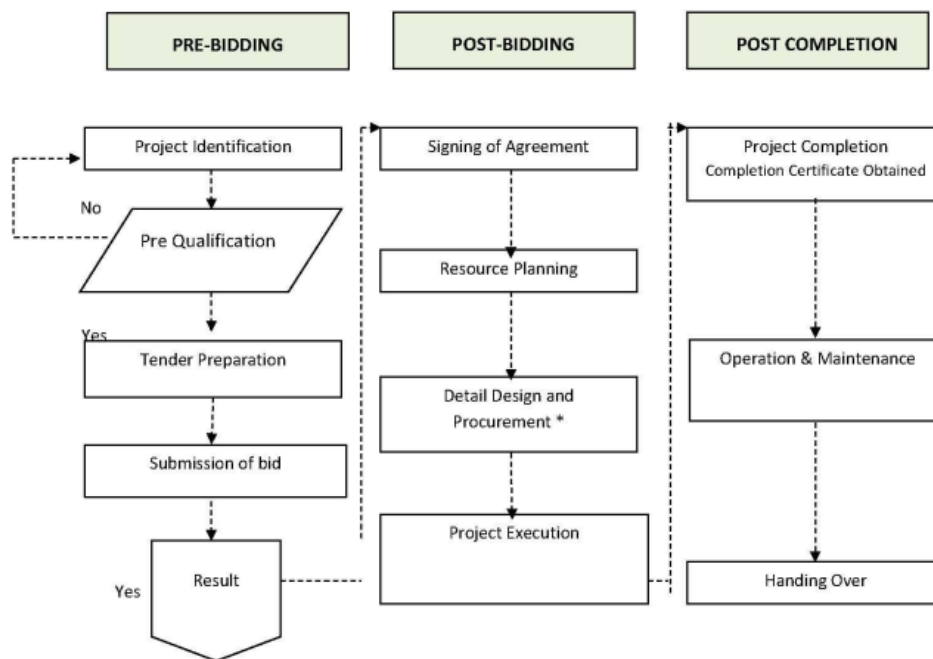 PRE-BIDDING
POST-BIDDING
POST COMPLETION
Project Identification
No
Pre Qualification
Yes
Tender Preparation
Submission of bid
Result
Yes
Signing of Agreement
Resource Planning
Detail Design and
Procurement *
Project Execution
Project Completion
Completion Certificate Obtained
Operation & Maintenance
Handing Over